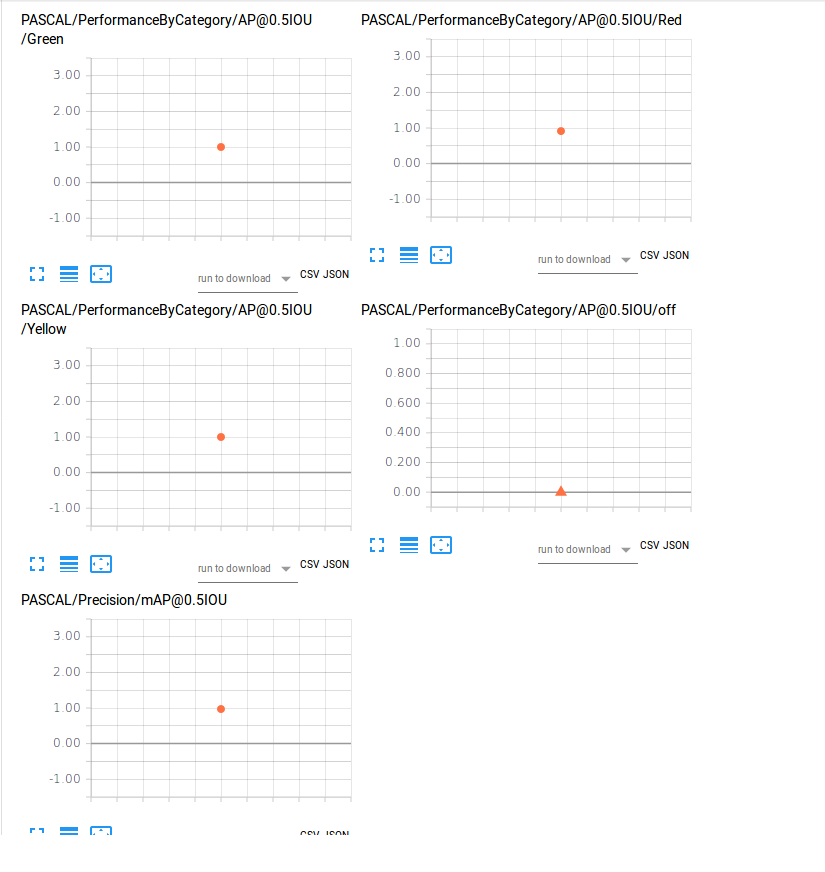 PASCAL/PerformanceByCategory/AP@0.5IOU
/Green
3.00
2.00
1.00
0.00
-1.00
run to download
CSV JSON
PASCAL/PerformanceByCategory/AP@0.5IOU/Red
3.00
2.00
1.00
0.00
-1.00
run to download
CSV JSON
PASCAL/PerformanceByCategory/AP@0.5IOU
/Yellow
3.00
2.00
1.00
0.00
-1.00
run to download
CSV JSON
PASCAL/PerformanceByCategory/AP@0.5IOU/off
1.00
0.800
0.600
0.400
0.200
0.00
run to download
CSV JSON
PASCAL/Precision/mAP@0.5IOU
3.00
2.00
1.00
0.00
-1.00
CSV JSON